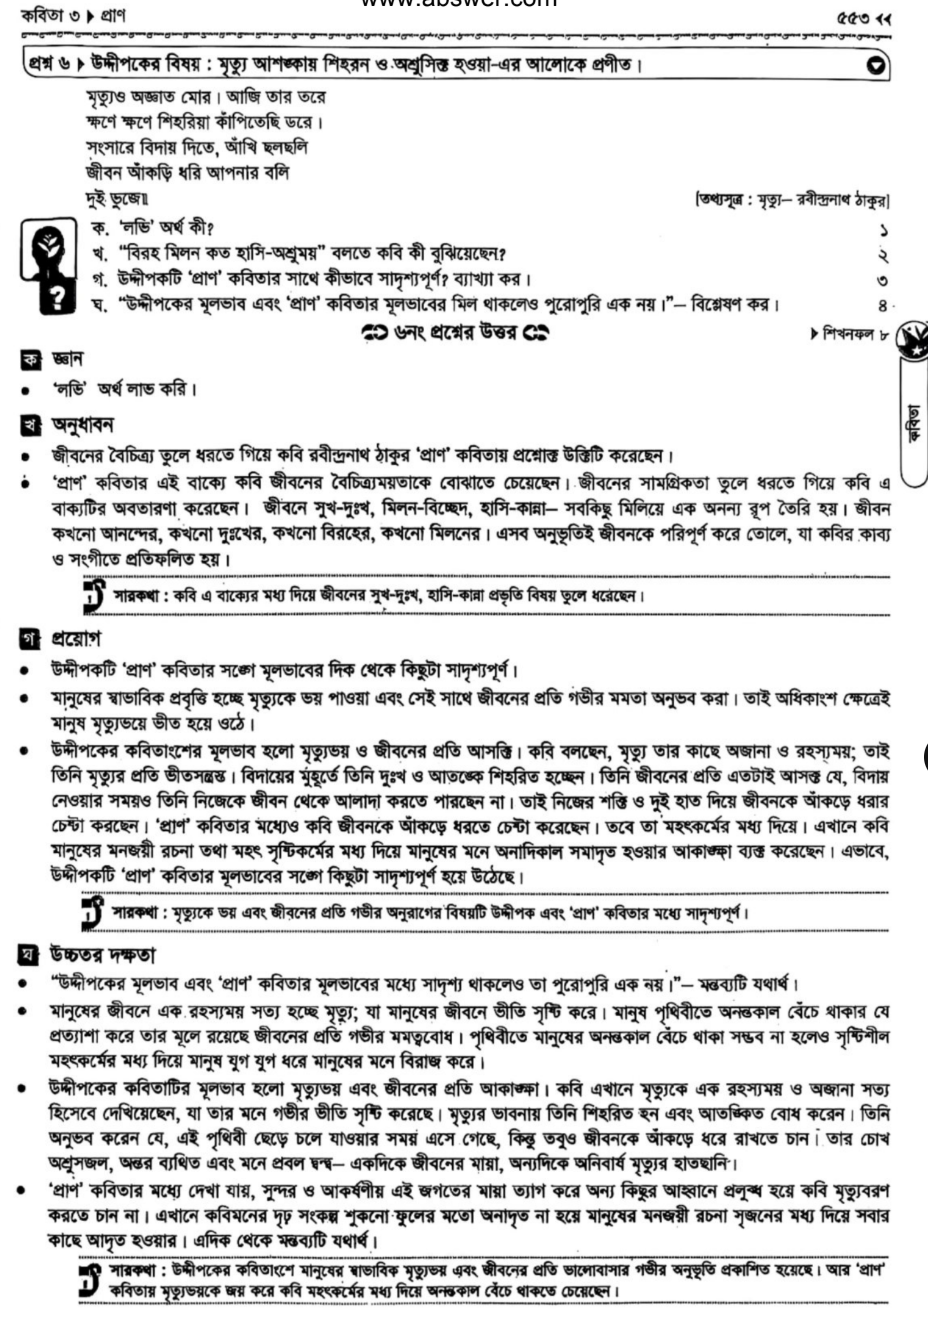 www.abswer.com
কবিতা ৩ ▶ প্রাণ ৫৫৩ ◀◀
প্রশ্ন ৬ ▶ উদ্দীপকের বিষয় : মৃত্যু আশঙ্কায় শিহরন ও অশ্রুসিক্ত হওয়া-এর আলোকে প্রণীত।
মৃত্যুও অজ্ঞাত মোর। আজি তার তরে
ক্ষণে ক্ষণে শিহরিয়া কাঁপিতেছি ডরে।
সংসারে বিদায় দিতে, আঁখি ছলছলি
জীবন আঁকড়ি ধরি আপনার বলি
দুই ভুজে॥ [তথ্যসূত্র : মৃত্যু— রবীন্দ্রনাথ ঠাকুর]
ক. ‘লভি’ অর্থ কী? ১
খ. “বিরহ মিলন কত হাসি-অশ্রুময়” বলতে কবি কী বুঝিয়েছেন? ২
গ. উদ্দীপকটি ‘প্রাণ’ কবিতার সাথে কীভাবে সাদৃশ্যপূর্ণ? ব্যাখ্যা কর। ৩
ঘ. “উদ্দীপকের মূলভাব এবং ‘প্রাণ’ কবিতার মূলভাবের মিল থাকলেও পুরোপুরি এক নয়।”— বিশ্লেষণ কর। ৪
৬নং প্রশ্নের উত্তর ▶ শিখনফল ৮
কবিতা
ক জ্ঞান
• ‘লভি’ অর্থ লাভ করি।
খ অনুধাবন
• জীবনের বৈচিত্র্য তুলে ধরতে গিয়ে কবি রবীন্দ্রনাথ ঠাকুর ‘প্রাণ’ কবিতায় প্রশ্নোক্ত উক্তিটি করেছেন।
• ‘প্রাণ’ কবিতার এই বাক্যে কবি জীবনের বৈচিত্র্যময়তাকে বোঝাতে চেয়েছেন। জীবনের সামগ্রিকতা তুলে ধরতে গিয়ে কবি এ
বাক্যটির অবতারণা করেছেন। জীবনে সুখ-দুঃখ, মিলন-বিচ্ছেদ, হাসি-কান্না— সবকিছু মিলিয়ে এক অনন্য রূপ তৈরি হয়। জীবন
কখনো আনন্দের, কখনো দুঃখের, কখনো বিরহের, কখনো মিলনের। এসব অনুভূতিই জীবনকে পরিপূর্ণ করে তোলে, যা কবির কাব্য
ও সংগীতে প্রতিফলিত হয়।
সারকথা : কবি এ বাক্যের মধ্য দিয়ে জীবনের সুখ-দুঃখ, হাসি-কান্না প্রভৃতি বিষয় তুলে ধরেছেন।
গ প্রয়োগ
• উদ্দীপকটি ‘প্রাণ’ কবিতার সঙ্গে মূলভাবের দিক থেকে কিছুটা সাদৃশ্যপূর্ণ।
• মানুষের স্বাভাবিক প্রবৃত্তি হচ্ছে মৃত্যুকে ভয় পাওয়া এবং সেই সাথে জীবনের প্রতি গভীর মমতা অনুভব করা। তাই অধিকাংশ ক্ষেত্রেই
মানুষ মৃত্যুভয়ে ভীত হয়ে ওঠে।
• উদ্দীপকের কবিতাংশের মূলভাব হলো মৃত্যুভয় ও জীবনের প্রতি আসক্তি। কবি বলছেন, মৃত্যু তার কাছে অজানা ও রহস্যময়; তাই
তিনি মৃত্যুর প্রতি ভীতসন্ত্রস্ত। বিদায়ের মুহূর্তে তিনি দুঃখ ও আতঙ্কে শিহরিত হচ্ছেন। তিনি জীবনের প্রতি এতটাই আসক্ত যে, বিদায়
নেওয়ার সময়ও তিনি নিজেকে জীবন থেকে আলাদা করতে পারছেন না। তাই নিজের শক্তি ও দুই হাত দিয়ে জীবনকে আঁকড়ে ধরার
চেষ্টা করছেন। ‘প্রাণ’ কবিতার মধ্যেও কবি জীবনকে আঁকড়ে ধরতে চেষ্টা করেছেন। তবে তা মহৎকর্মের মধ্য দিয়ে। এখানে কবি
মানুষের মনজয়ী রচনা তথা মহৎ সৃষ্টিকর্মের মধ্য দিয়ে মানুষের মনে অনাদিকাল সমাদৃত হওয়ার আকাঙ্ক্ষা ব্যক্ত করেছেন। এভাবে,
উদ্দীপকটি ‘প্রাণ’ কবিতার মূলভাবের সঙ্গে কিছুটা সাদৃশ্যপূর্ণ হয়ে উঠেছে।
সারকথা : মৃত্যুকে ভয় এবং জীবনের প্রতি গভীর অনুরাগের বিষয়টি উদ্দীপক এবং ‘প্রাণ’ কবিতার মধ্যে সাদৃশ্যপূর্ণ।
ঘ উচ্চতর দক্ষতা
• “উদ্দীপকের মূলভাব এবং ‘প্রাণ’ কবিতার মূলভাবের মধ্যে সাদৃশ্য থাকলেও তা পুরোপুরি এক নয়।”— মন্তব্যটি যথার্থ।
• মানুষের জীবনে এক রহস্যময় সত্য হচ্ছে মৃত্যু; যা মানুষের জীবনে ভীতি সৃষ্টি করে। মানুষ পৃথিবীতে অনন্তকাল বেঁচে থাকার যে
প্রত্যাশা করে তার মূলে রয়েছে জীবনের প্রতি গভীর মমত্ববোধ। পৃথিবীতে মানুষের অনন্তকাল বেঁচে থাকা সম্ভব না হলেও সৃষ্টিশীল
মহৎকর্মের মধ্য দিয়ে মানুষ যুগ যুগ ধরে মানুষের মনে বিরাজ করে।
• উদ্দীপকের কবিতাটির মূলভাব হলো মৃত্যুভয় এবং জীবনের প্রতি আকাঙ্ক্ষা। কবি এখানে মৃত্যুকে এক রহস্যময় ও অজানা সত্য
হিসেবে দেখিয়েছেন, যা তার মনে গভীর ভীতি সৃষ্টি করেছে। মৃত্যুর ভাবনায় তিনি শিহরিত হন এবং আতঙ্কিত বোধ করেন। তিনি
অনুভব করেন যে, এই পৃথিবী ছেড়ে চলে যাওয়ার সময় এসে গেছে, কিন্তু তবুও জীবনকে আঁকড়ে ধরে রাখতে চান। তার চোখ
অশ্রুসজল, অন্তর ব্যথিত এবং মনে প্রবল দ্বন্দ্ব— একদিকে জীবনের মায়া, অন্যদিকে অনিবার্য মৃত্যুর হাতছানি।
• ‘প্রাণ’ কবিতার মধ্যে দেখা যায়, সুন্দর ও আকর্ষণীয় এই জগতের মায়া ত্যাগ করে অন্য কিছুর আহ্বানে প্রলুব্ধ হয়ে কবি মৃত্যুবরণ
করতে চান না। এখানে কবিমনের দৃঢ় সংকল্প শুকনো ফুলের মতো অনাদৃত না হয়ে মানুষের মনজয়ী রচনা সৃজনের মধ্য দিয়ে সবার
কাছে আদৃত হওয়ার। এদিক থেকে মন্তব্যটি যথার্থ।
সারকথা : উদ্দীপকের কবিতাংশে মানুষের স্বাভাবিক মৃত্যুভয় এবং জীবনের প্রতি ভালোবাসার গভীর অনুভূতি প্রকাশিত হয়েছে। আর ‘প্রাণ’
কবিতায় মৃত্যুভয়কে জয় করে কবি মহৎকর্মের মধ্য দিয়ে অনন্তকাল বেঁচে থাকতে চেয়েছেন।